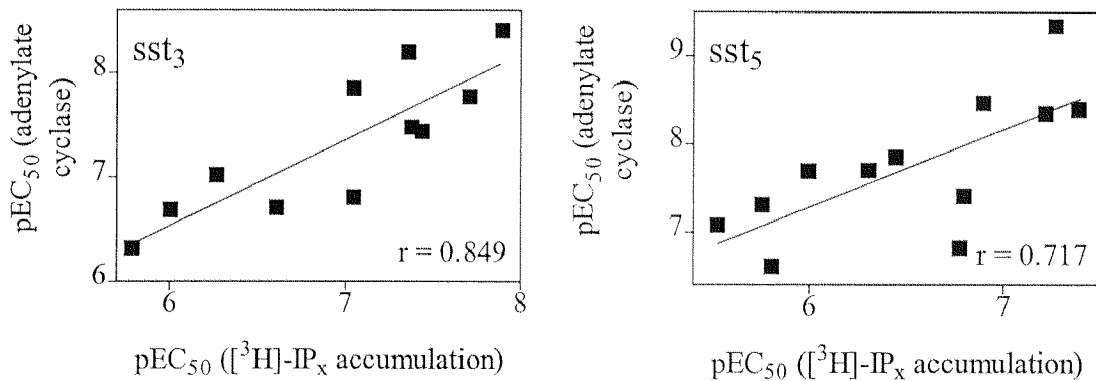 sst₃
pEC₅₀ (adenylate
cyclase)
8
7
6
r = 0.849
6
7
8
pEC₅₀ ([³H]-IPₓ accumulation)
sst₅
pEC₅₀ (adenylate
cyclase)
9
8
7
r = 0.717
6
7
pEC₅₀ ([³H]-IPₓ accumulation)